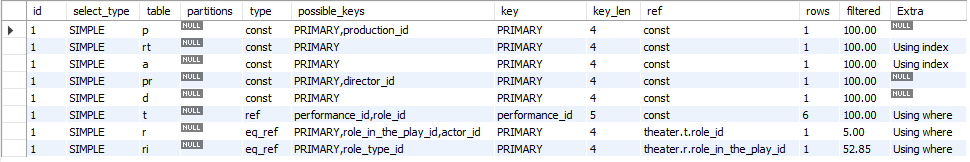 id select_type table partitions type possible_keys key key_len ref rows filtered Extra
1 SIMPLE p NULL const PRIMARY,production_id PRIMARY 4 const 1 100.00 NULL
1 SIMPLE rt NULL const PRIMARY PRIMARY 4 const 1 100.00 Using index
1 SIMPLE a NULL const PRIMARY PRIMARY 4 const 1 100.00 Using index
1 SIMPLE pr NULL const PRIMARY,director_id PRIMARY 4 const 1 100.00 NULL
1 SIMPLE d NULL const PRIMARY PRIMARY 4 const 1 100.00 NULL
1 SIMPLE t NULL ref performance_id,role_id performance_id 5 const 6 100.00 Using where
1 SIMPLE r NULL eq_ref PRIMARY,role_in_the_play_id,actor_id PRIMARY 4 theater.t.role_id 1 5.00 Using where
1 SIMPLE ri NULL eq_ref PRIMARY,role_type_id PRIMARY 4 theater.r.role_in_the_play_id 1 52.85 Using where